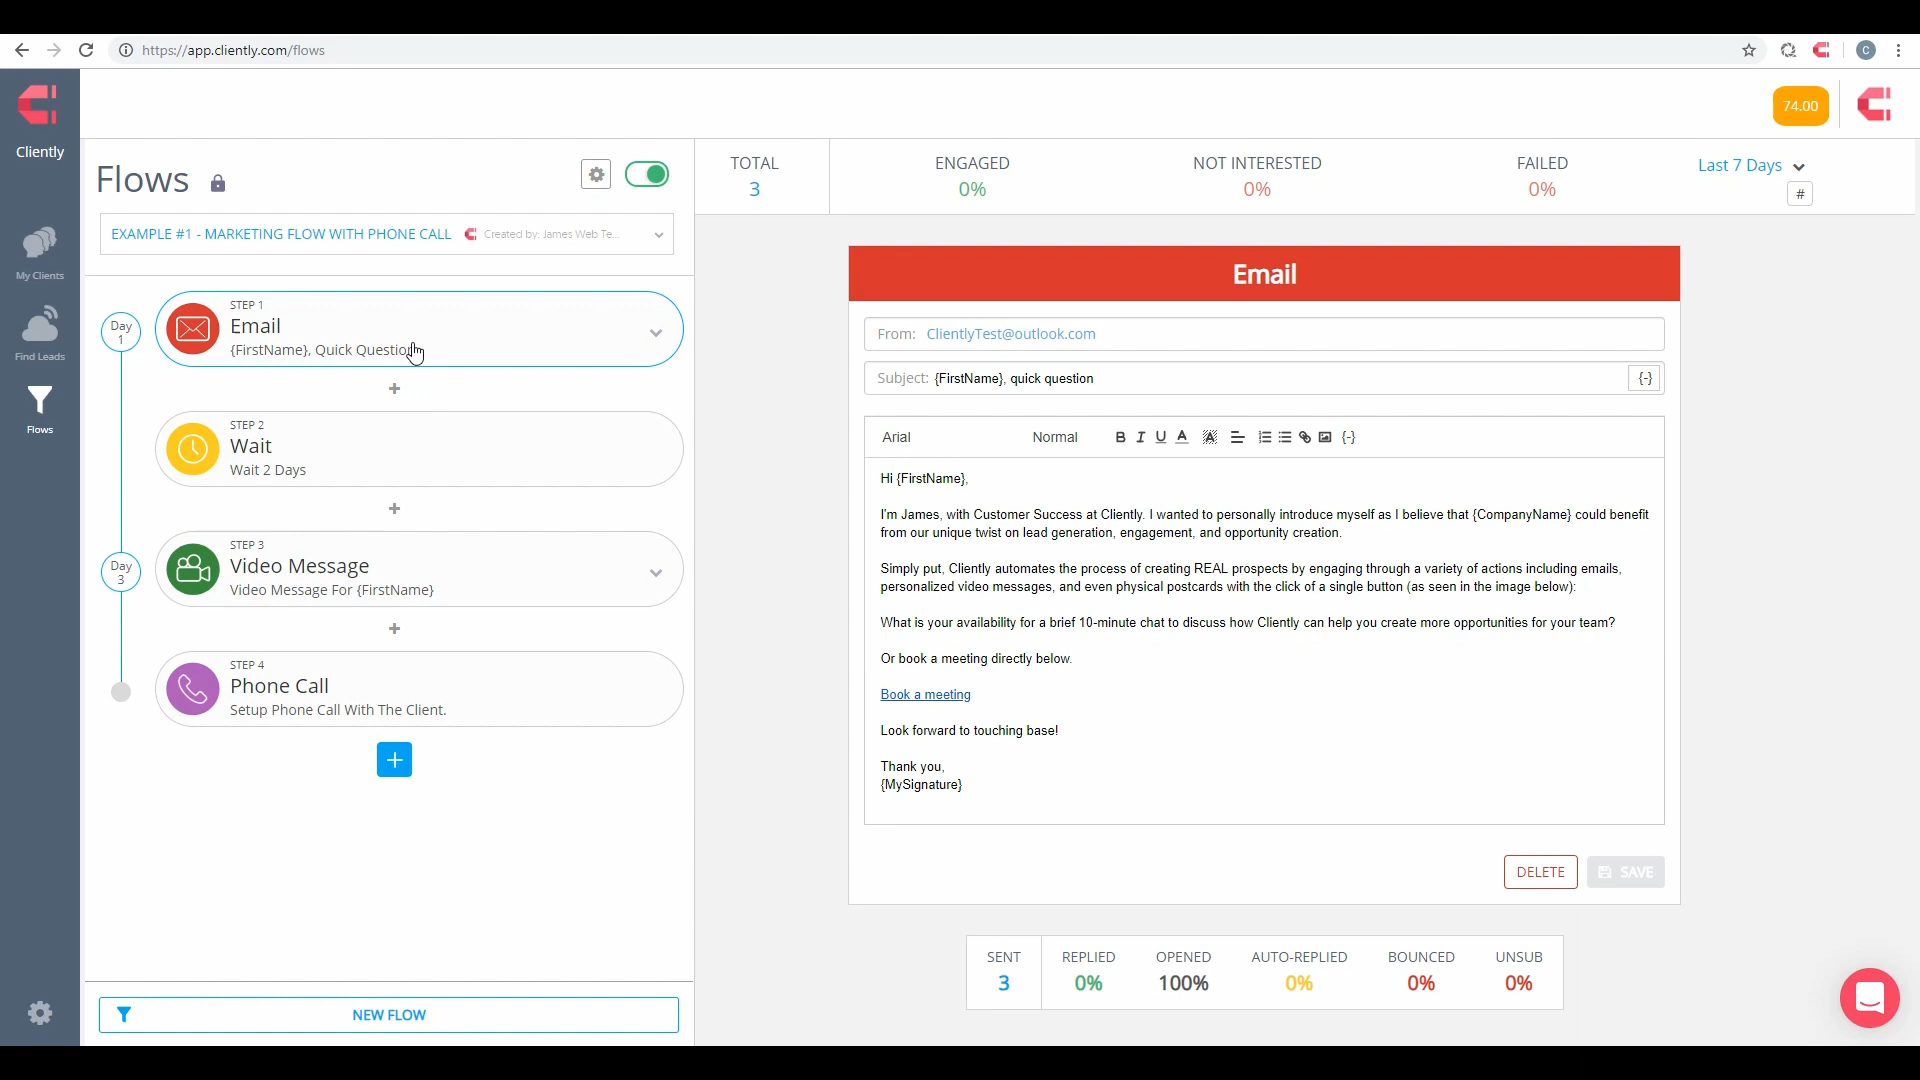 https://app.cliently.com/flows
C
Cliently
74.00
My Clients
Find Leads
Flows
Flows
EXAMPLE #1 - MARKETING FLOW WITH PHONE CALL Created by: James Web Te...
Day
1
STEP 1
Email
{FirstName}, Quick Question
+
STEP 2
Wait
Wait 2 Days
+
Day
3
STEP 3
Video Message
Video Message For {FirstName}
+
STEP 4
Phone Call
Setup Phone Call With The Client.
+
NEW FLOW
TOTAL
3
ENGAGED
0%
NOT INTERESTED
0%
FAILED
0%
Last 7 Days
#
Email
From: ClientlyTest@outlook.com
Subject: {FirstName}, quick question {-}
Arial Normal B I U A A {-}
Hi {FirstName},
I'm James, with Customer Success at Cliently. I wanted to personally introduce myself as I believe that {CompanyName} could benefit
from our unique twist on lead generation, engagement, and opportunity creation.
Simply put, Cliently automates the process of creating REAL prospects by engaging through a variety of actions including emails,
personalized video messages, and even physical postcards with the click of a single button (as seen in the image below):
What is your availability for a brief 10-minute chat to discuss how Cliently can help you create more opportunities for your team?
Or book a meeting directly below.
Book a meeting
Look forward to touching base!
Thank you,
{MySignature}
DELETE
SAVE
SENT
3
REPLIED
0%
OPENED
100%
AUTO-REPLIED
0%
BOUNCED
0%
UNSUB
0%